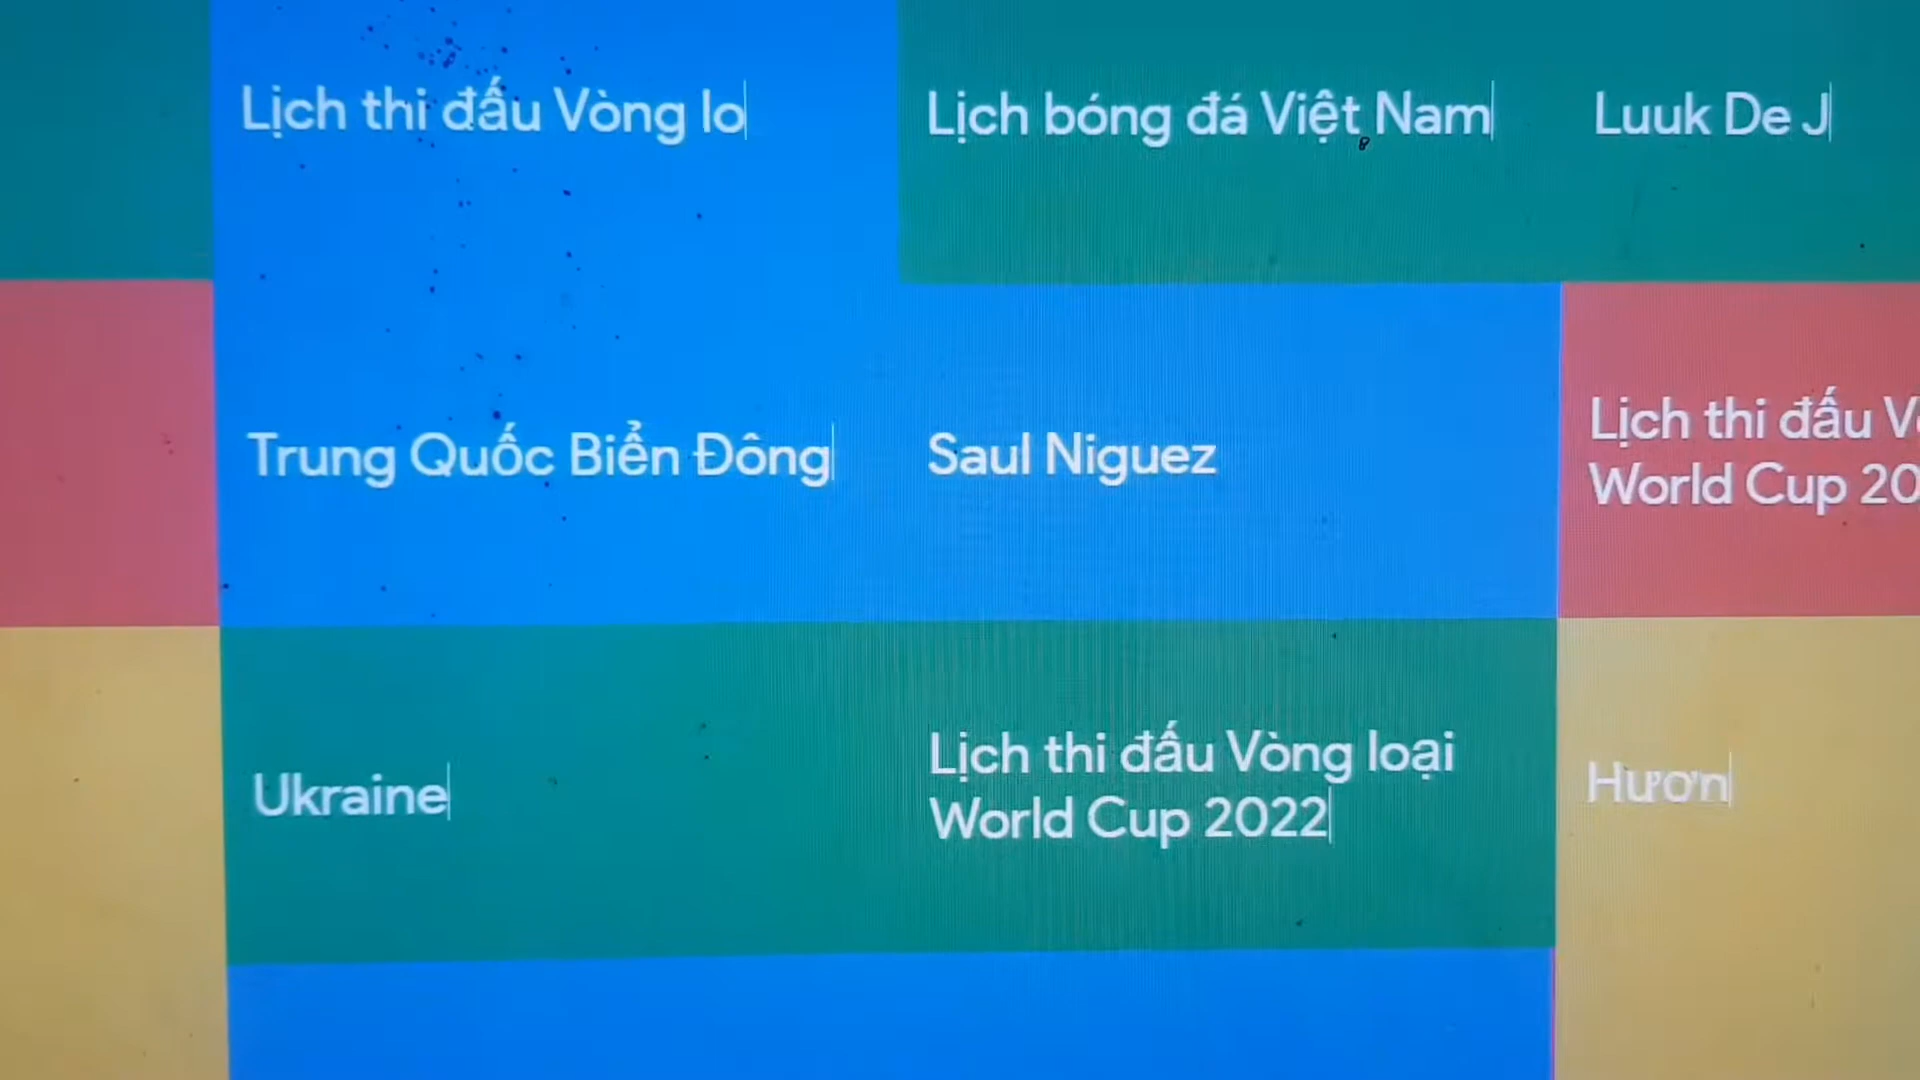 Lịch thi đấu Vòng lo
Lịch bóng đá Việt Nam
Luuk De J
Trung Quốc Biển Đông
Saul Niguez
Lịch thi đấu V
World Cup 20
Ukraine
Lịch thi đấu Vòng loại
World Cup 2022
Hươn